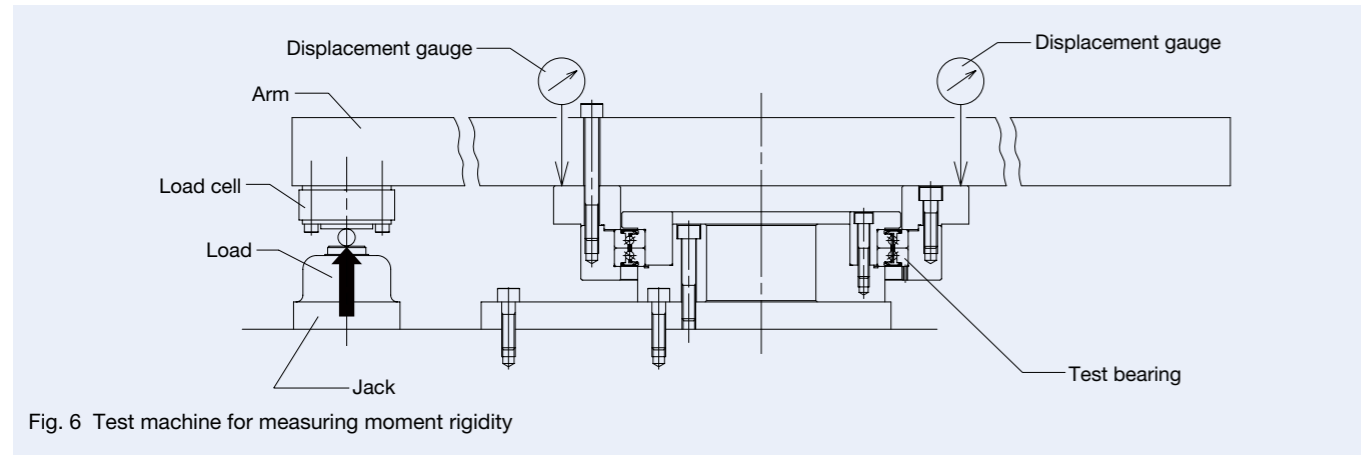 Displacement gauge
Displacement gauge
Arm
Load cell
Load
Jack
Test bearing
Fig. 6 Test machine for measuring moment rigidity